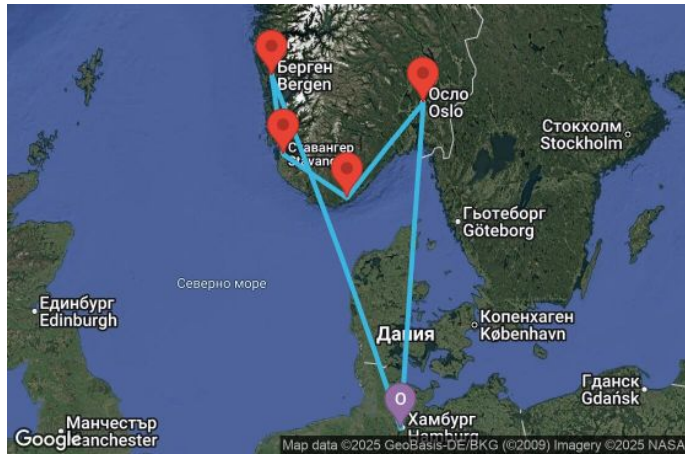 Берген
Bergen
Осло
Oslo
Стокхолм
Stockholm
Гьотеборг
Göteborg
Северно море
Единбург
Edinburgh
Копенхаген
København
Дания
Гданск
Gdańsk
O
Хамбург
Hamburg
Манчестър
Google
Map data ©2025 GeoBasis-DE/BKG (©2009) Imagery ©2025 NASA